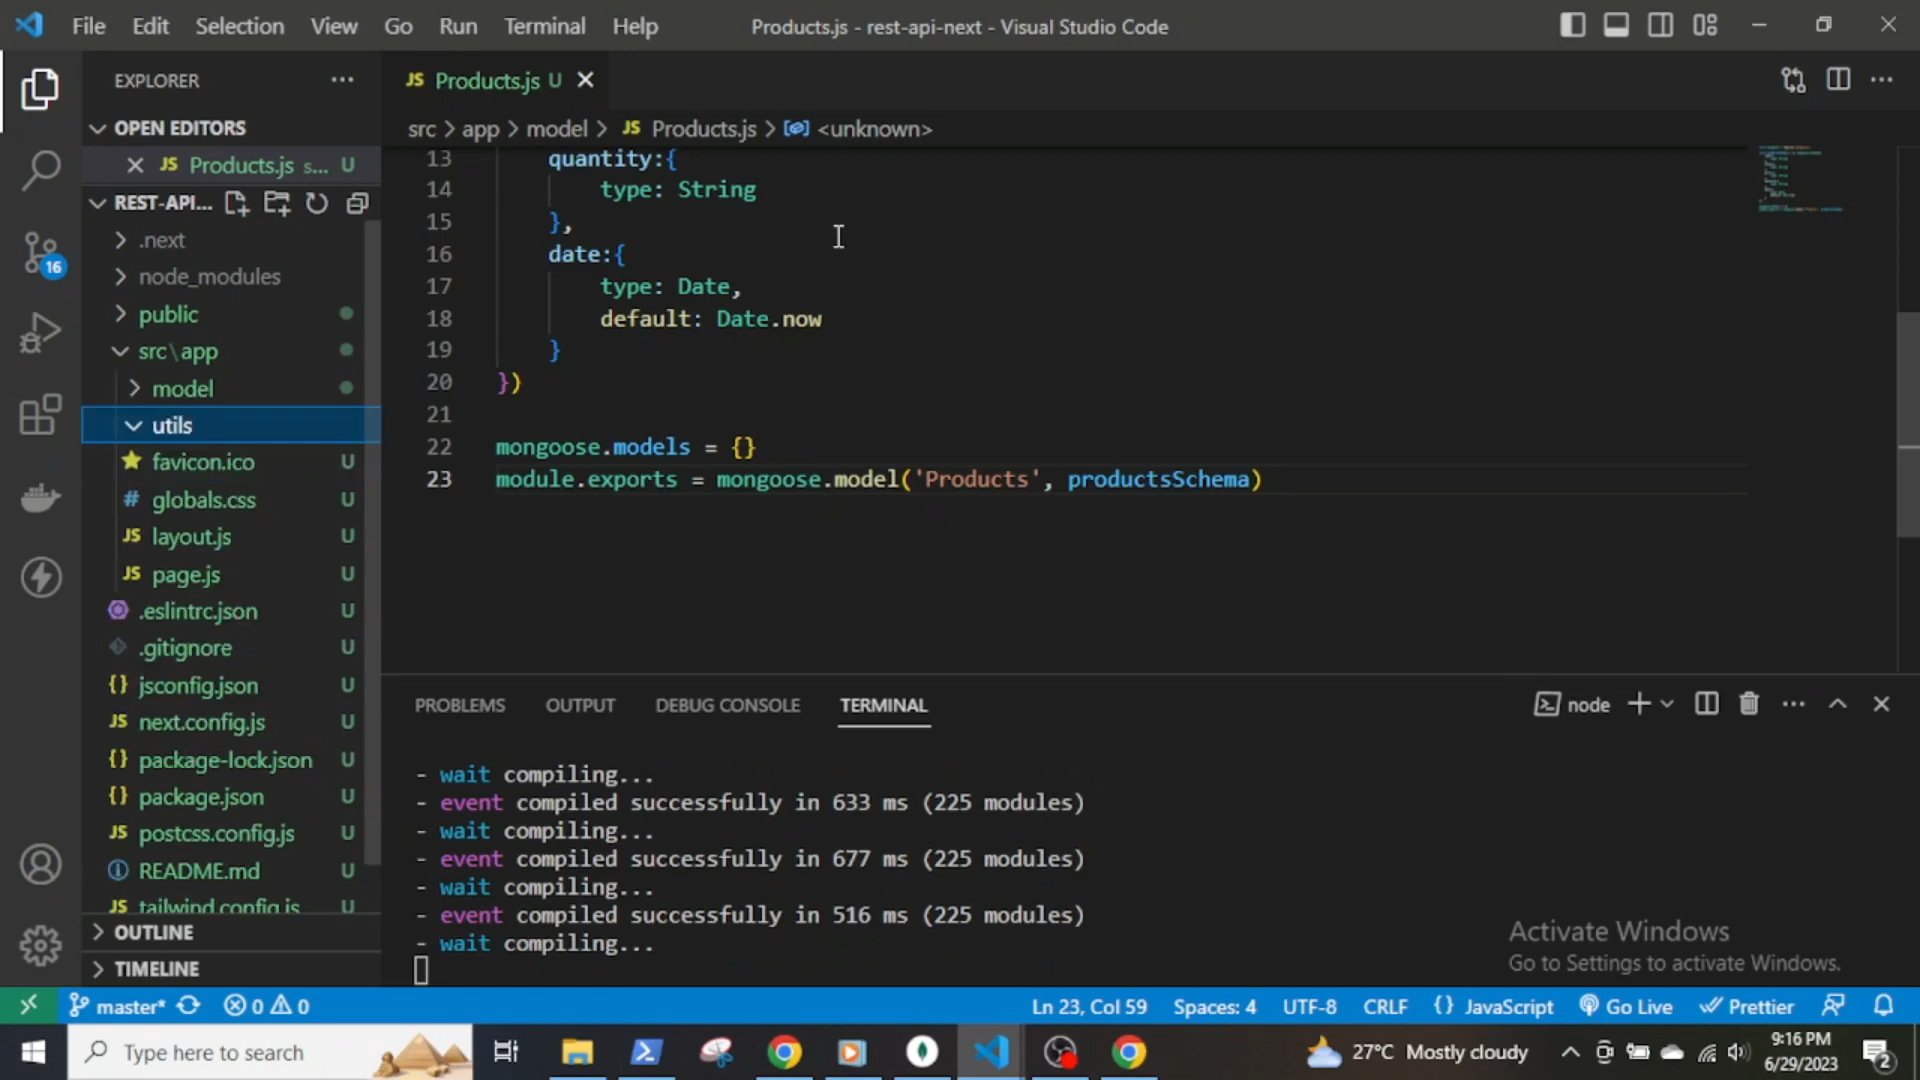 File Edit Selection View Go Run Terminal Help
Products.js - rest-api-next - Visual Studio Code
EXPLORER
OPEN EDITORS
JS Products.js s... U
REST-API...
.next
node_modules
public
src\app
model
utils
favicon.ico U
# globals.css U
JS layout.js U
JS page.js U
.eslintrc.json U
.gitignore U
{} jsconfig.json U
JS next.config.js U
{} package-lock.json U
{} package.json U
JS postcss.config.js U
README.md U
JS tailwind.config.js U
OUTLINE
TIMELINE
16
JS Products.js U
src > app > model > JS Products.js > <unknown>
13 quantity:{
14 type: String
15 },
16 date:{
17 type: Date,
18 default: Date.now
19 }
20 })
21
22 mongoose.models = {}
23 module.exports = mongoose.model('Products', productsSchema)
PROBLEMS OUTPUT DEBUG CONSOLE TERMINAL
node
- wait compiling...
- event compiled successfully in 633 ms (225 modules)
- wait compiling...
- event compiled successfully in 677 ms (225 modules)
- wait compiling...
- event compiled successfully in 516 ms (225 modules)
- wait compiling...
Activate Windows
Go to Settings to activate Windows.
master* 0 0
Ln 23, Col 59 Spaces: 4 UTF-8 CRLF {} JavaScript Go Live Prettier
Type here to search
27°C Mostly cloudy
9:16 PM
6/29/2023
2